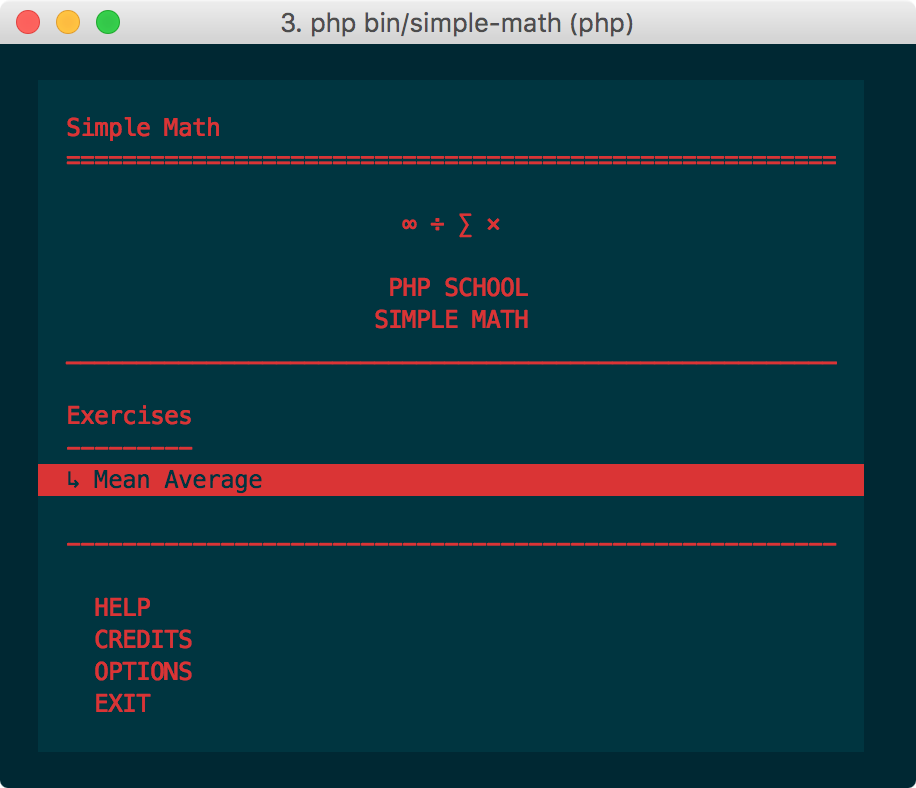 3. php bin/simple-math (php)
Simple Math
=======================================================
∞ ÷ ∑ ×
PHP SCHOOL
SIMPLE MATH
───────────────────────────────────────────────────────
Exercises
---------
↳ Mean Average
-------------------------------------------------------
HELP
CREDITS
OPTIONS
EXIT